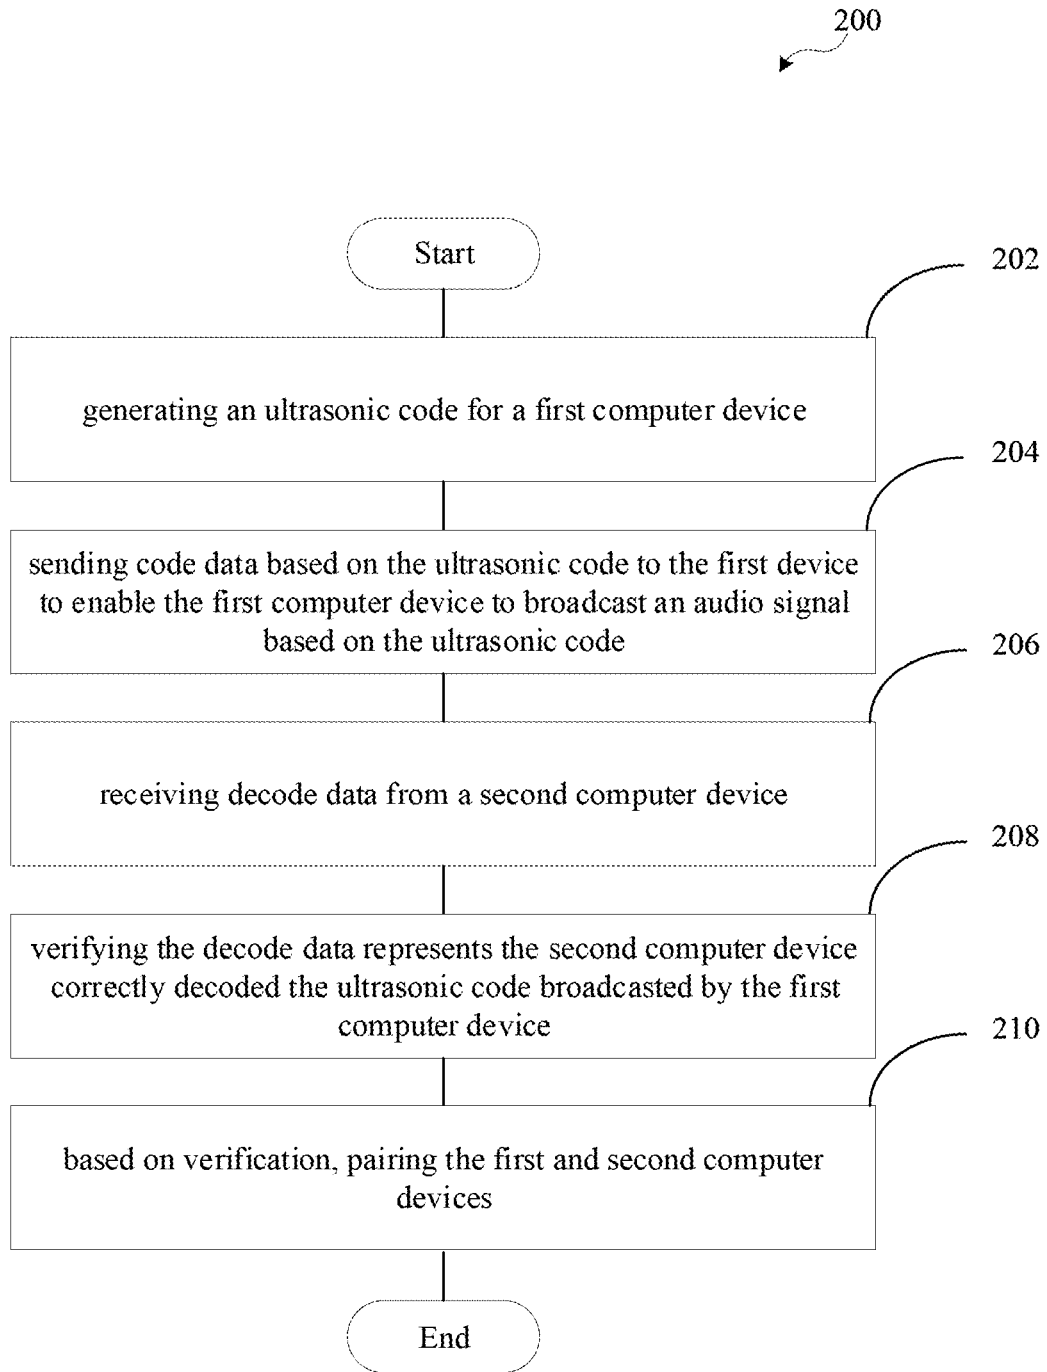 200
Start
202
generating an ultrasonic code for a first computer device
204
sending code data based on the ultrasonic code to the first device
to enable the first computer device to broadcast an audio signal
based on the ultrasonic code
206
receiving decode data from a second computer device
208
verifying the decode data represents the second computer device
correctly decoded the ultrasonic code broadcasted by the first
computer device
210
based on verification, pairing the first and second computer
devices
End